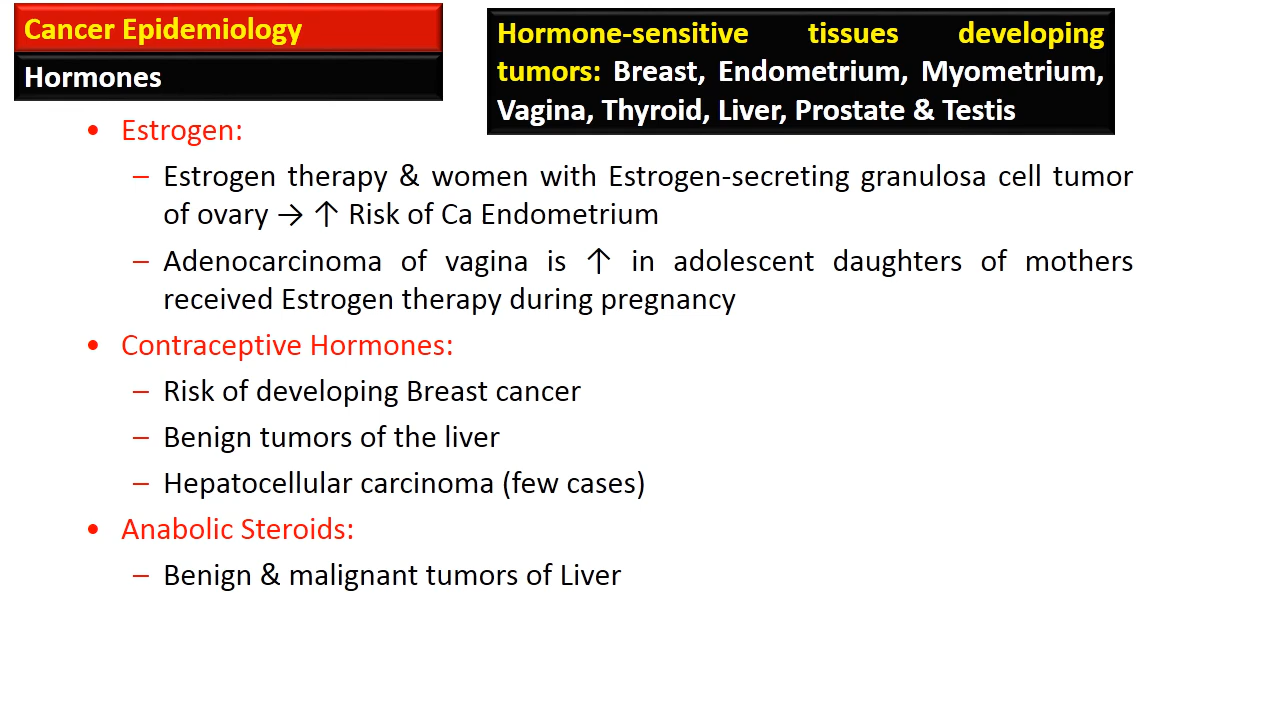 Cancer Epidemiology
Hormones
Hormone-sensitive tissues developing
tumors: Breast, Endometrium, Myometrium,
Vagina, Thyroid, Liver, Prostate & Testis
• Estrogen:
– Estrogen therapy & women with Estrogen-secreting granulosa cell tumor
of ovary → ↑ Risk of Ca Endometrium
– Adenocarcinoma of vagina is ↑ in adolescent daughters of mothers
received Estrogen therapy during pregnancy
• Contraceptive Hormones:
– Risk of developing Breast cancer
– Benign tumors of the liver
– Hepatocellular carcinoma (few cases)
• Anabolic Steroids:
– Benign & malignant tumors of Liver